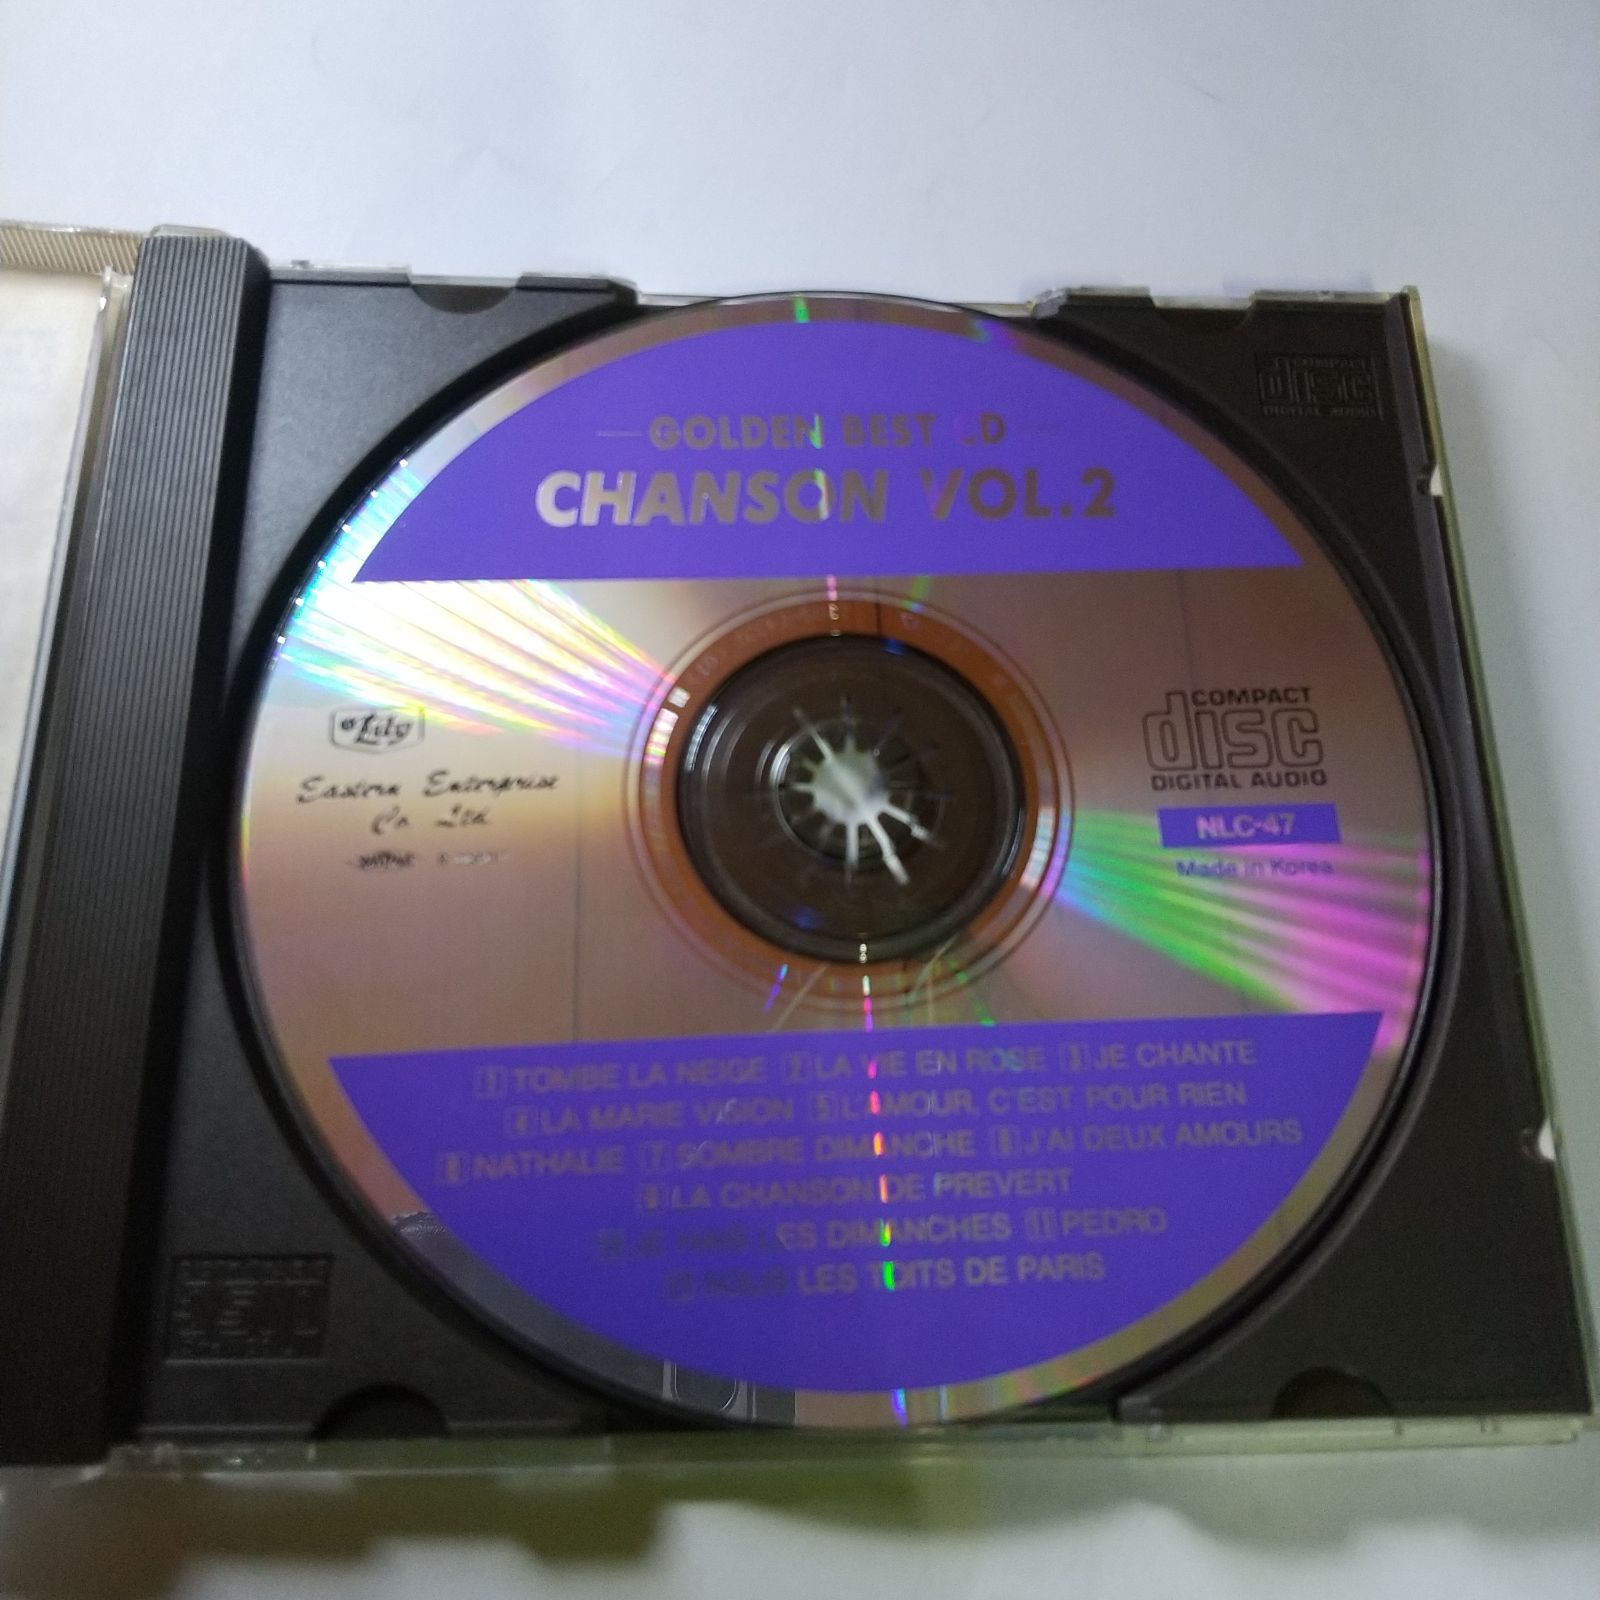 GOLDEN BEST CD
CHANSON VOL.2
COMPACT
disc
DIGITAL AUDIO
Lily
Eastern Enterprise
Co. Ltd.
COMPACT
disc
DIGITAL AUDIO
NLC-47
Made in Korea
1 TOMBE LA NEIGE 2 LA VIE EN ROSE 3 JE CHANTE
4 LA MARIE VISION 5 L'AMOUR, C'EST POUR RIEN
6 NATHALIE 7 SOMBRE DIMANCHE 8 J'AI DEUX AMOURS
9 LA CHANSON DE PREVERT
10 JE HAIS LES DIMANCHES 11 PEDRO
12 SOUS LES TOITS DE PARIS